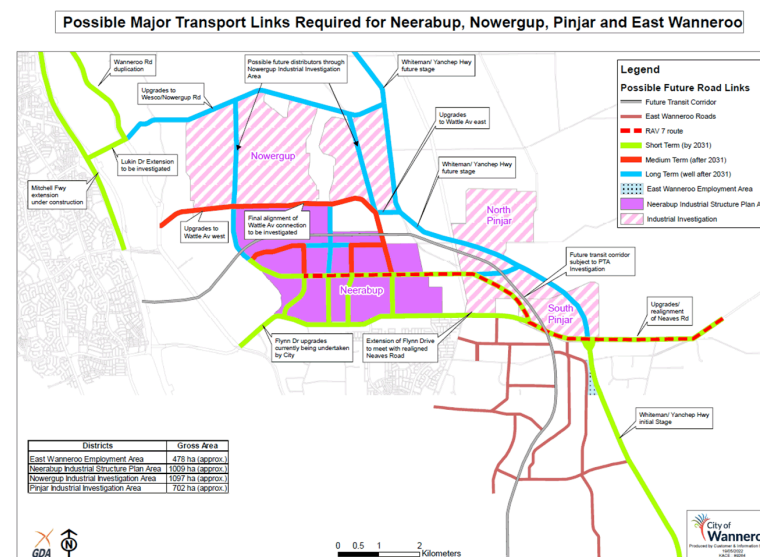 Possible Major Transport Links Required for Neerabup, Nowergup, Pinjar and East Wanneroo
Wanneroo Rd
duplication
Possible future distributors through
Nowergup Industrial Investigation
Area
Whiteman/ Yanchep Hwy
future stage
Upgrades to
Wesco/Nowergup Rd
Upgrades
to Wattle Av east
Lukin Dr Extension
to be investigated
Nowergup
Whiteman/ Yanchep Hwy
future stage
Mitchell Fwy
extension
under construction
Upgrades to
Wattle Av west
Final alignment of
Wattle Av connection
to be investigated
North
Pinjar
Future transit corridor
subject to PTA
Investigation
Neerabup
South
Pinjar
Upgrades/
realignment
of Neaves Rd
Flynn Dr upgrades
currently being undertaken
by City
Extension of Flynn Drive
to meet with realigned
Neaves Road
Whiteman/ Yanchep Hwy
initial Stage
Legend
Possible Future Road Links
Future Transit Corridor
East Wanneroo Roads
RAV 7 route
Short Term (by 2031)
Medium Term (after 2031)
Long Term (well after 2031)
East Wanneroo Employment Area
Neerabup Industrial Structure Plan A
Industrial Investigation
Districts Gross Area
East Wanneroo Employment Area 478 ha (approx.)
Neerabup Industrial Structure Plan Area 1009 ha (approx.)
Nowergup Industrial Investigation Area 1097 ha (approx.)
Pinjar Industrial Investigation Area 702 ha (approx.)
GDA
N
0 0.5 1 2
Kilometers
City of
Wannero
Produced by Customer & Information
19/05/2022